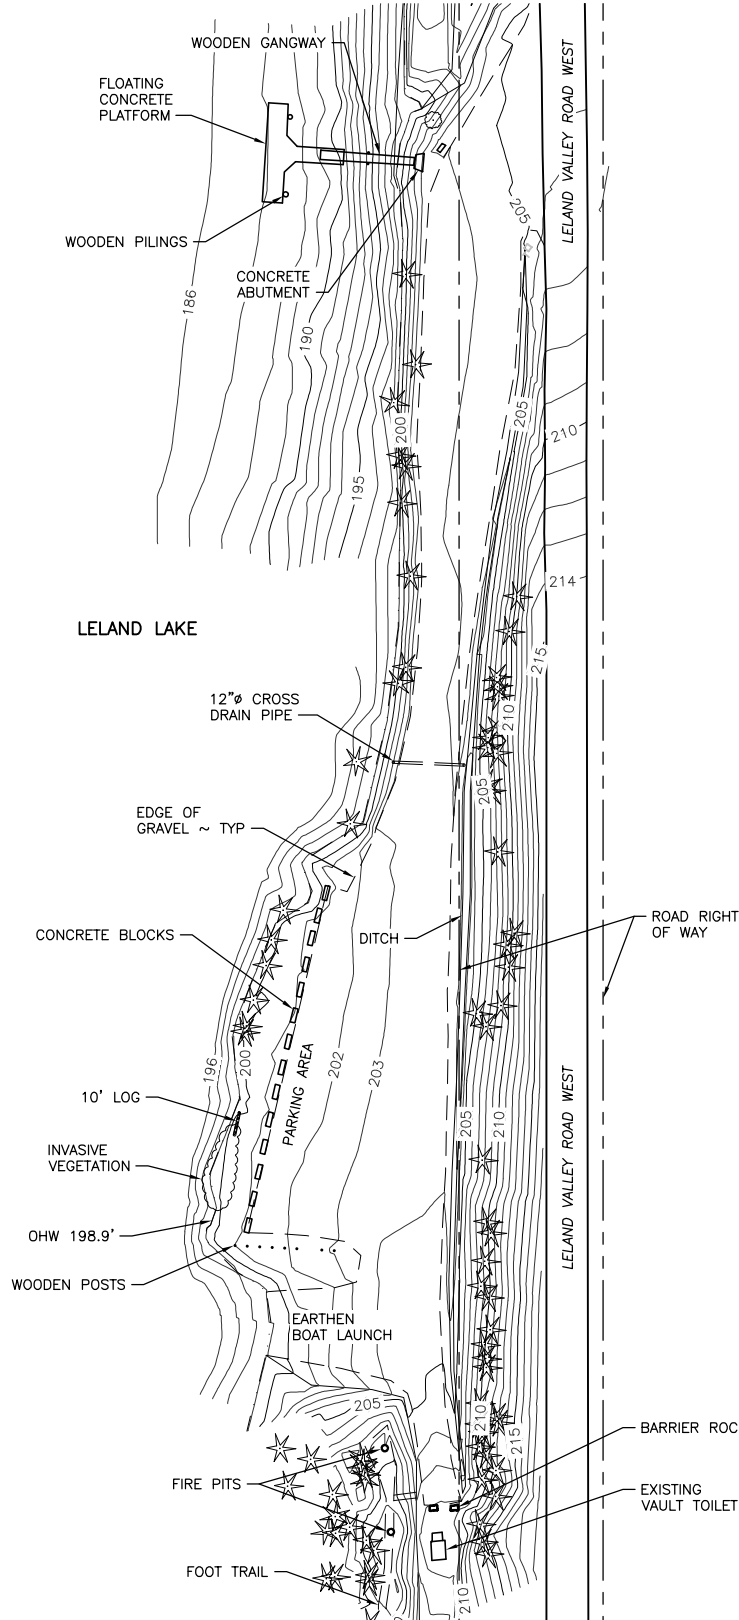 WOODEN GANGWAY
FLOATING
CONCRETE
PLATFORM
LELAND VALLEY ROAD WEST
205
WOODEN PILINGS
CONCRETE
ABUTMENT
186
190
205
200
210
195
214
LELAND LAKE
215
12"ø CROSS
DRAIN PIPE
210
205
EDGE OF
GRAVEL ~ TYP
ROAD RIGHT
OF WAY
CONCRETE BLOCKS
DITCH
196
200
202
203
PARKING AREA
10' LOG
205
210
INVASIVE
VEGETATION
LELAND VALLEY ROAD WEST
OHW 198.9'
WOODEN POSTS
EARTHEN
BOAT LAUNCH
205
210
215
BARRIER ROC
FIRE PITS
EXISTING
VAULT TOILET
FOOT TRAIL
210